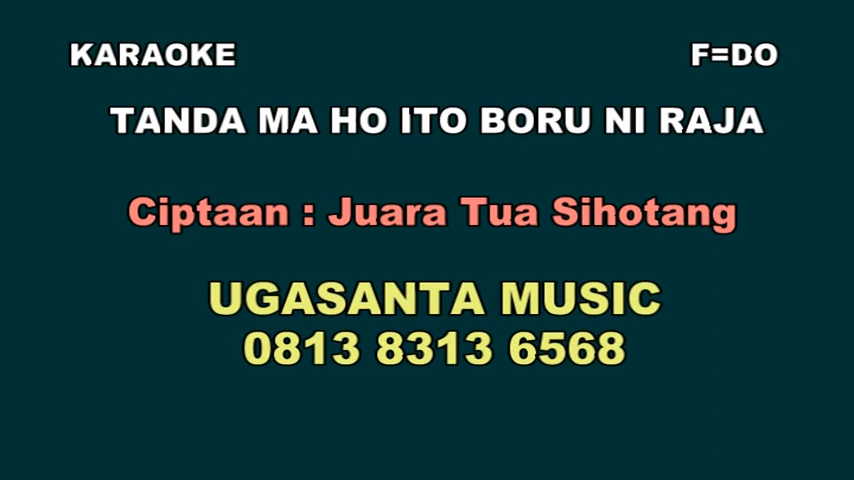 KARAOKE F=DO
TANDA MA HO ITO BORU NI RAJA
Ciptaan : Juara Tua Sihotang
UGASANTA MUSIC
0813 8313 6568